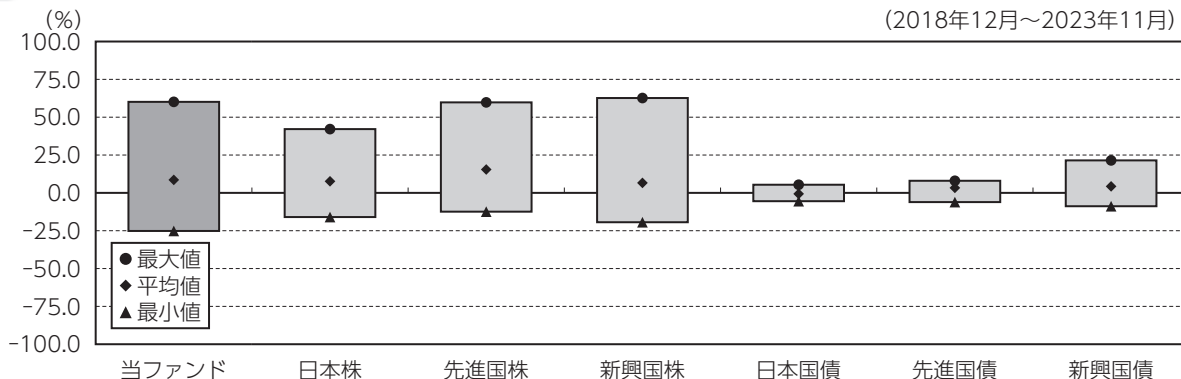 (%)
(2018年12月～2023年11月)
100.0
75.0
50.0
25.0
0.0
-25.0
-50.0
-75.0
-100.0
●最大値
◆平均値
▲最小値
当ファンド 日本株 先進国株 新興国株 日本国債 先進国債 新興国債